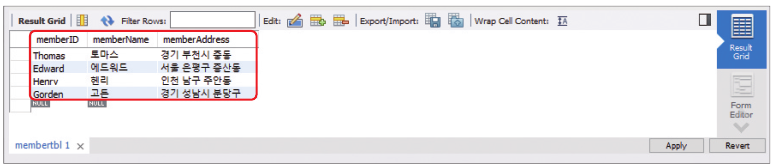 Result Grid Filter Rows: Edit: Export/Import: Wrap Cell Content:
memberID memberName memberAddress
Thomas 토마스 경기 부천시 중동
Edward 에드워드 서울 은평구 증산동
Henry 헨리 인천 남구 주안동
Gorden 고든 경기 성남시 분당구
NULL NULL
Result
Grid
Form
Editor
membertbl 1 × Apply Revert